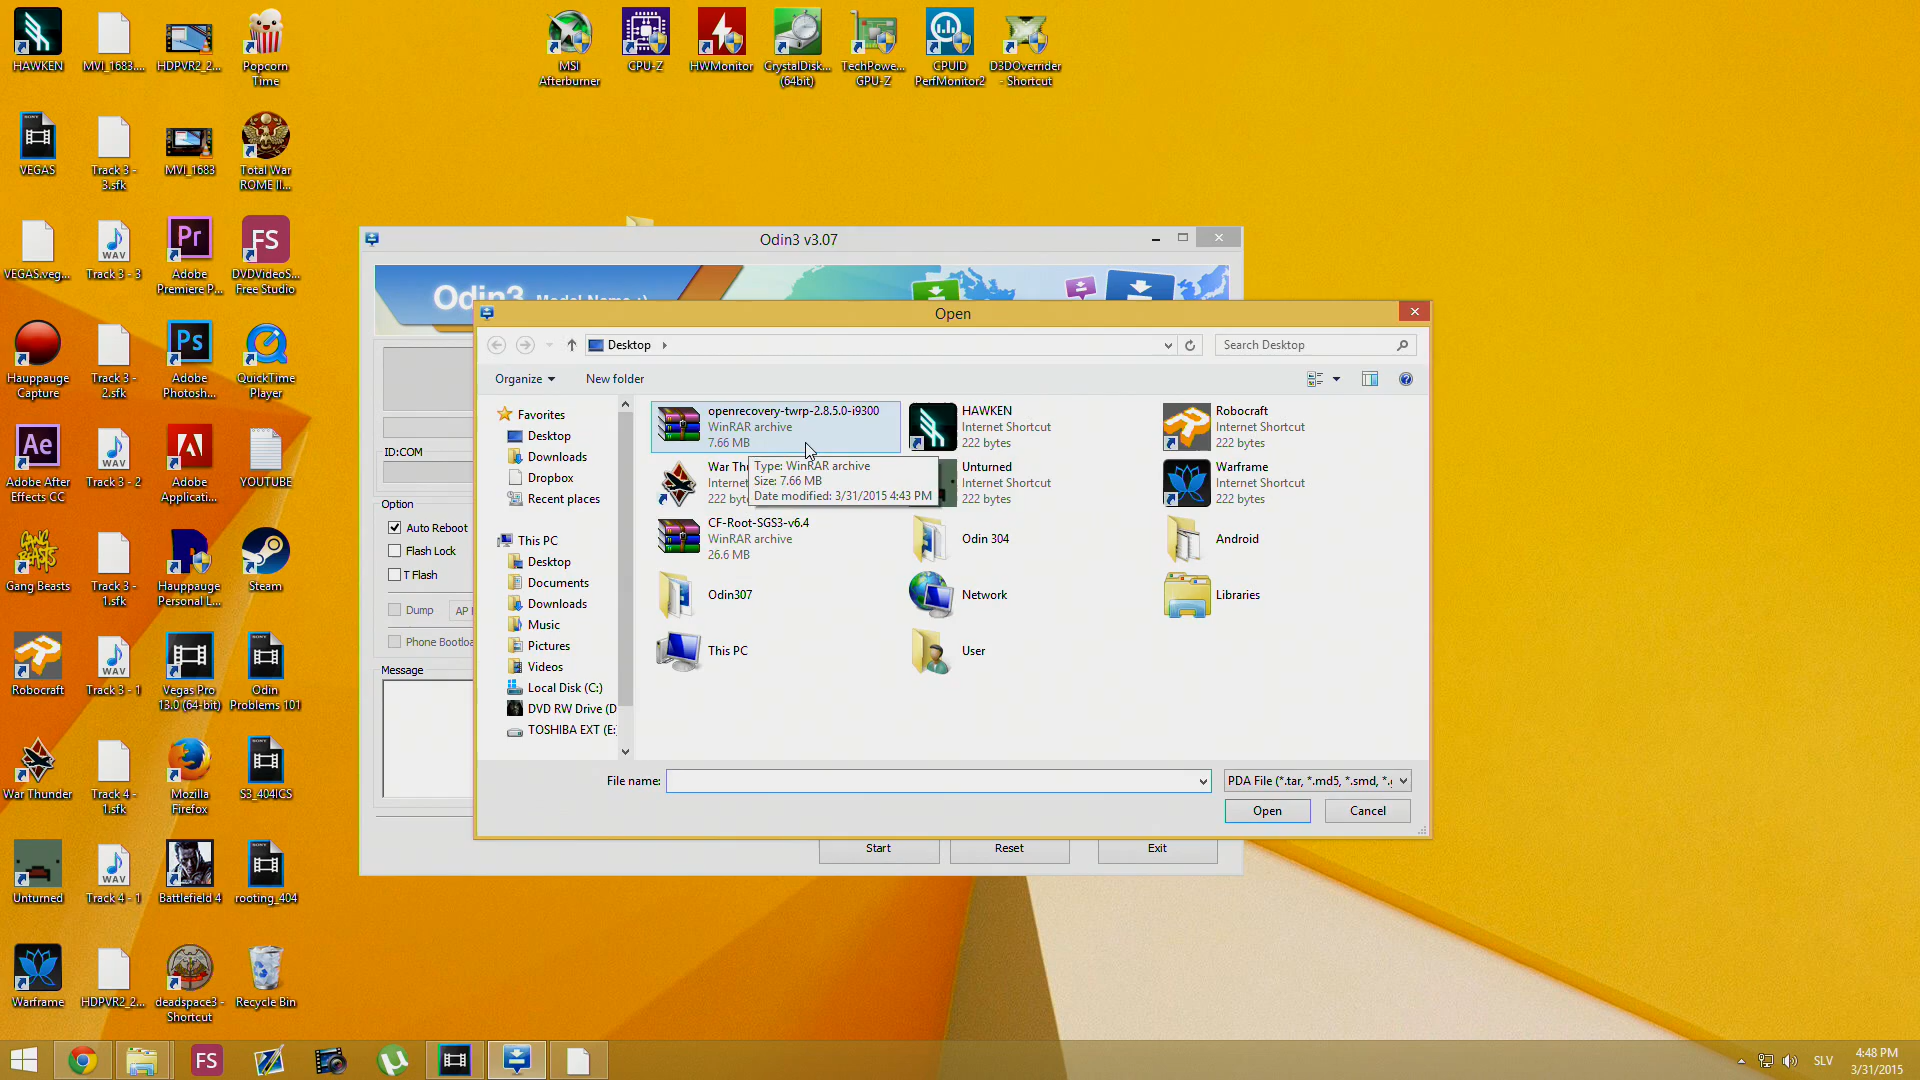 HAWKEN
MVI_1683....
HDPVR2_2...
Popcorn
Time
MSI
Afterburner
CPU-Z
HWMonitor
CrystalDisk...
(64bit)
TechPowe...
GPU-Z
CPUID
PerfMonitor2
D3DOverrider
- Shortcut
VEGAS
Track 3 -
3.sfk
MVI_1683
Total War
ROME II...
VEGAS.veg...
Track 3 - 3
Adobe
Premiere P...
DVDVideoS...
Free Studio
Hauppauge
Capture
Track 3 -
2.sfk
Adobe
Photosh...
QuickTime
Player
Adobe After
Effects CC
Track 3 - 2
Adobe
Applicati...
YOUTUBE
Gang Beasts
Track 3 -
1.sfk
Hauppauge
Personal L...
Steam
Robocraft
Track 3 - 1
Vegas Pro
13.0 (64-bit)
Odin
Problems 101
War Thunder
Track 4 -
1.sfk
Mozilla
Firefox
S3_404ICS
Unturned
Track 4 - 1
Battlefield 4
rooting_404
Warframe
HDPVR2_2...
deadspace3 -
Shortcut
Recycle Bin
Odin3 v3.07
ID:COM
Option
Auto Reboot
Flash Lock
T Flash
Dump
AP
Phone Bootloa
Message
Start
Reset
Exit
Open
Desktop
Search Desktop
Organize
New folder
Favorites
Desktop
Downloads
Dropbox
Recent places
This PC
Desktop
Documents
Downloads
Music
Pictures
Videos
Local Disk (C:)
DVD RW Drive (D
TOSHIBA EXT (E:
openrecovery-twrp-2.8.5.0-i9300
WinRAR archive
7.66 MB
HAWKEN
Internet Shortcut
222 bytes
Robocraft
Internet Shortcut
222 bytes
War Th
Interne
222 byt
Type: WinRAR archive
Size: 7.66 MB
Date modified: 3/31/2015 4:43 PM
Unturned
Internet Shortcut
222 bytes
Warframe
Internet Shortcut
222 bytes
CF-Root-SGS3-v6.4
WinRAR archive
26.6 MB
Odin 304
Android
Odin307
Network
Libraries
This PC
User
File name:
PDA File (*.tar, *.md5, *.smd, *.
Open
Cancel
SLV
4:48 PM
3/31/2015